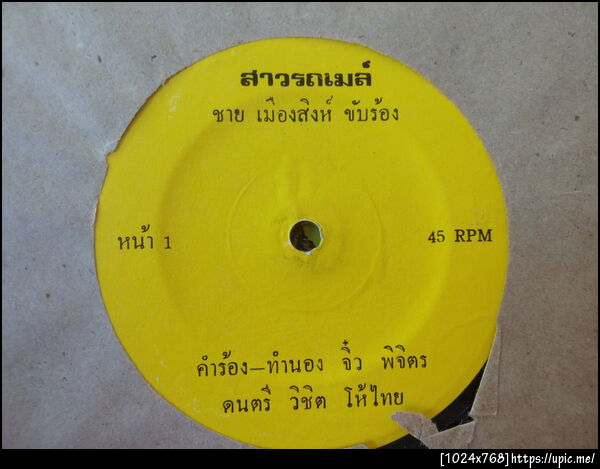 สาวรถเมล์
ชาย เมืองสิงห์ ขับร้อง
หน้า 1
45 RPM
คำร้อง—ทำนอง จิ๋ว พิจิตร
ดนตรี วิชิต โห้ไทย
[1024x768]https://upic.me/